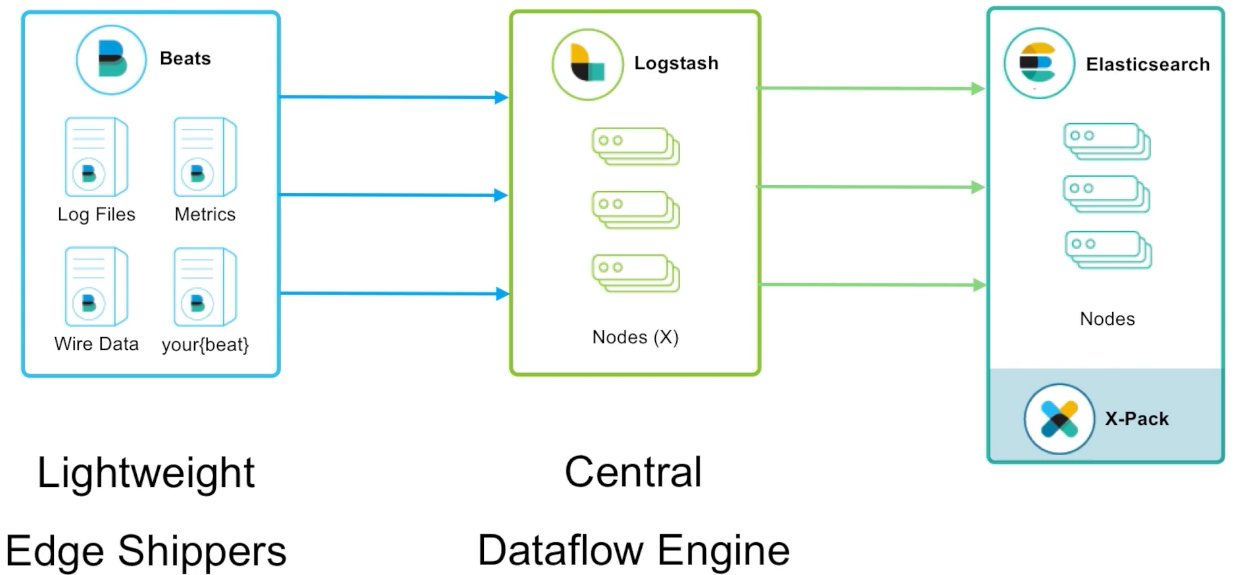 Beats
Log Files
Metrics
Wire Data
your{beat}
Logstash
Nodes (X)
Elasticsearch
Nodes
X-Pack
Lightweight
Edge Shippers
Central
Dataflow Engine